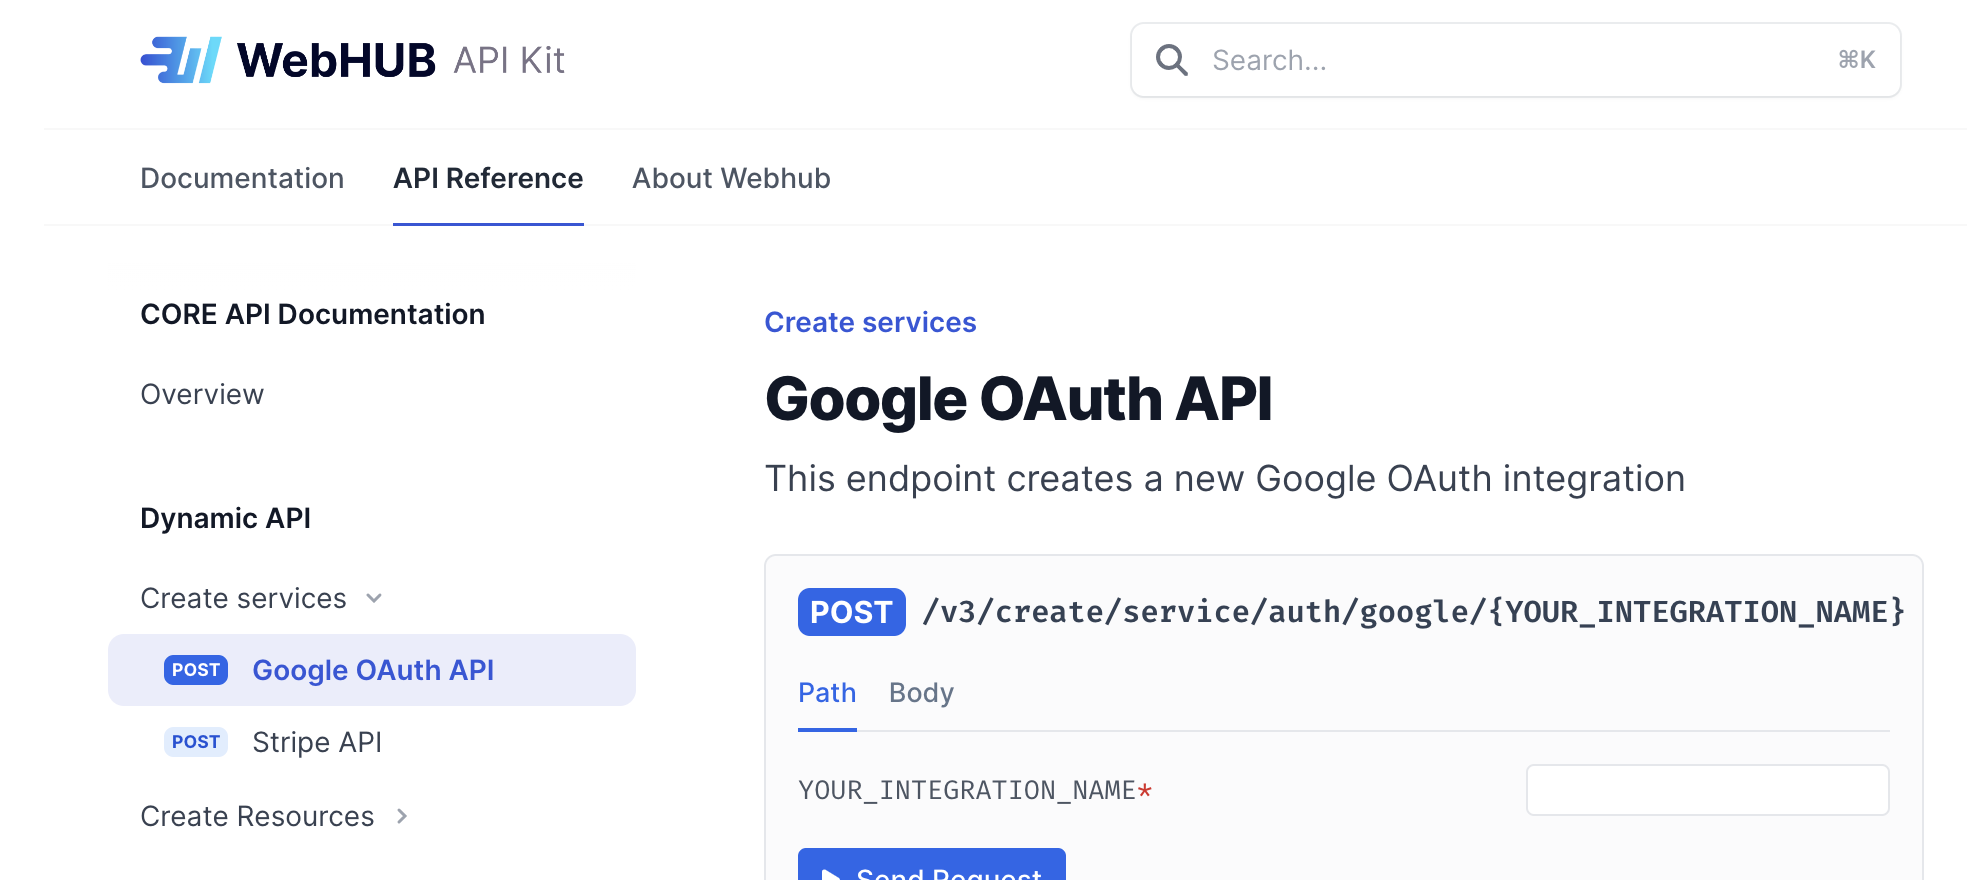 WebHUB API Kit
Search... ⌘K
Documentation API Reference About Webhub
CORE API Documentation
Overview
Dynamic API
Create services
POST Google OAuth API
POST Stripe API
Create Resources
Create services
Google OAuth API
This endpoint creates a new Google OAuth integration
POST /v3/create/service/auth/google/{YOUR_INTEGRATION_NAME}
Path Body
YOUR_INTEGRATION_NAME*
Send Request